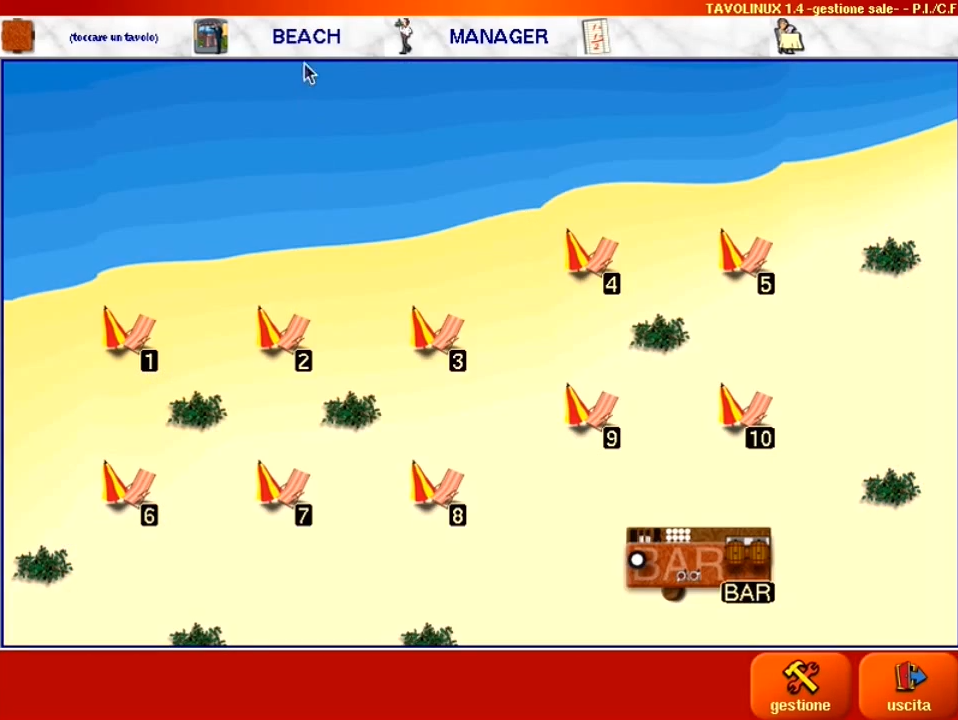 TAVOLINUX 1.4 -gestione sale- - P.I./C.F
(toccare un tavolo) BEACH MANAGER
4 5
1 2 3
9 10
6 7 8
BAR
BAR
gestione uscita